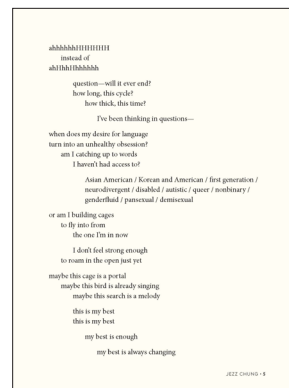 ahhhhhhHHHHHHH
instead of
ahHhhHhhhhhh
question—will it ever end?
how long, this cycle?
how thick, this time?
I've been thinking in questions—
when does my desire for language
turn into an unhealthy obsession?
am I catching up to words
I haven't had access to?
Asian American / Korean and American / first generation /
neurodivergent / disabled / autistic / queer / nonbinary /
genderfluid / pansexual / demisexual
or am I building cages
to fly into from
the one I'm in now
I don't feel strong enough
to roam in the open just yet
maybe this cage is a portal
maybe this bird is already singing
maybe this search is a melody
this is my best
this is my best
my best is enough
my best is always changing
JEZZ CHUNG • 5